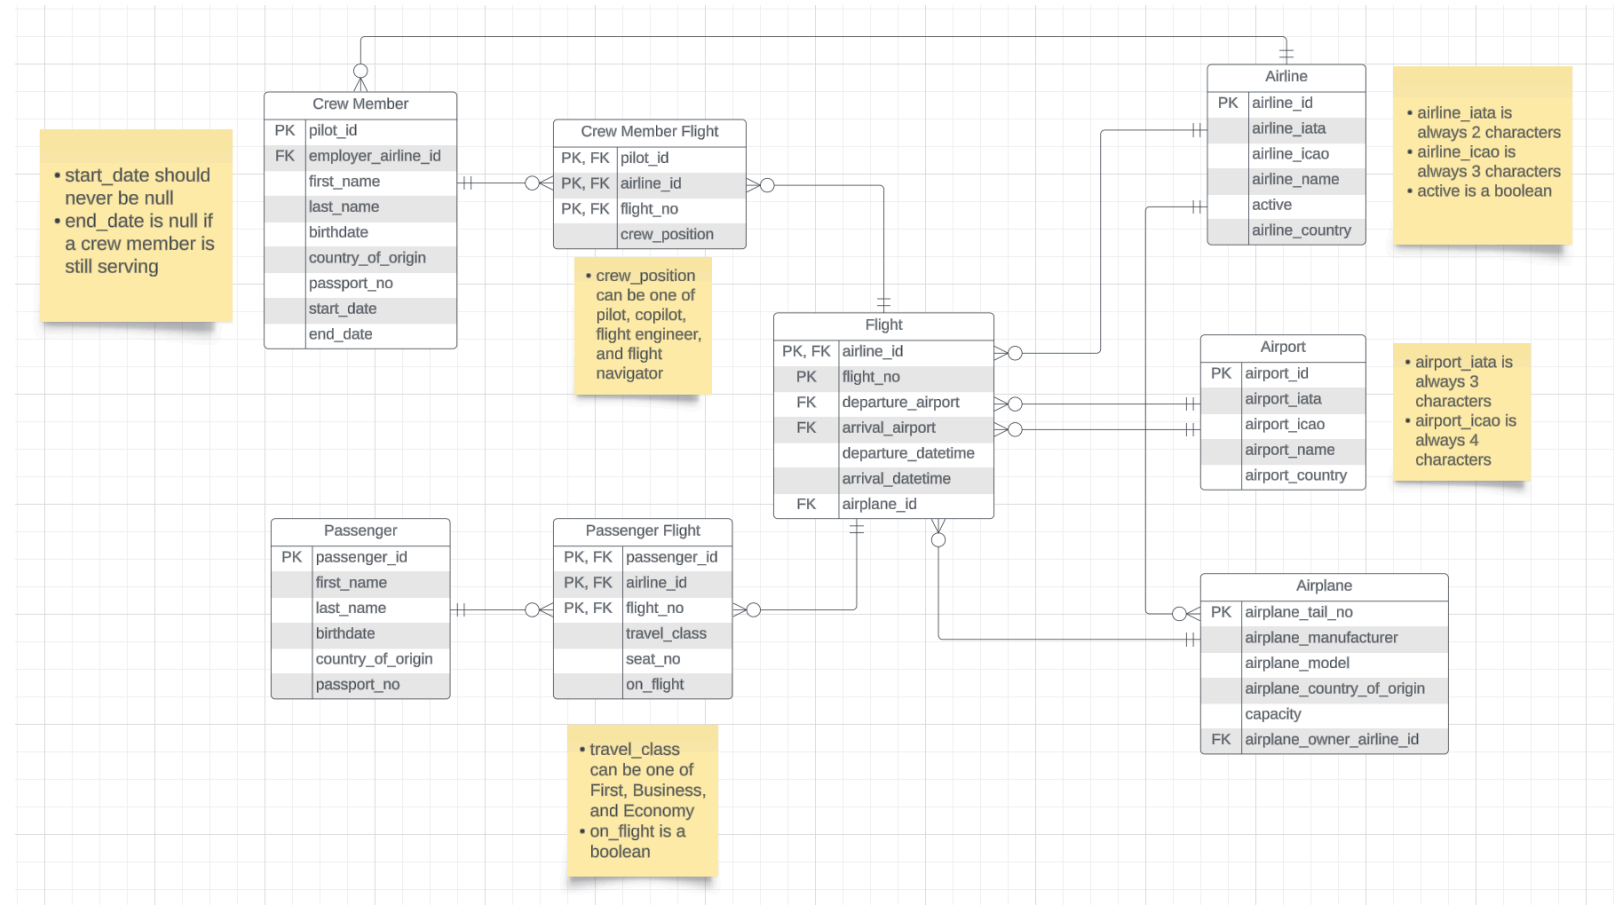 Crew Member
PK pilot_id
FK employer_airline_id
first_name
last_name
birthdate
country_of_origin
passport_no
start_date
end_date
• start_date should
never be null
• end_date is null if
a crew member is
still serving
Crew Member Flight
PK, FK pilot_id
PK, FK airline_id
PK, FK flight_no
crew_position
• crew_position
can be one of
pilot, copilot,
flight engineer,
and flight
navigator
Airline
PK airline_id
airline_iata
airline_icao
airline_name
active
airline_country
• airline_iata is
always 2 characters
• airline_icao is
always 3 characters
• active is a boolean
Flight
PK, FK airline_id
PK flight_no
FK departure_airport
FK arrival_airport
departure_datetime
arrival_datetime
FK airplane_id
Airport
PK airport_id
airport_iata
airport_icao
airport_name
airport_country
• airport_iata is
always 3
characters
• airport_icao is
always 4
characters
Passenger
PK passenger_id
first_name
last_name
birthdate
country_of_origin
passport_no
Passenger Flight
PK, FK passenger_id
PK, FK airline_id
PK, FK flight_no
travel_class
seat_no
on_flight
• travel_class
can be one of
First, Business,
and Economy
• on_flight is a
boolean
Airplane
PK airplane_tail_no
airplane_manufacturer
airplane_model
airplane_country_of_origin
capacity
FK airplane_owner_airline_id